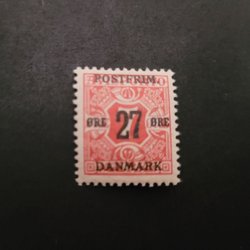 POSTFRIM.
ØRE 27 ØRE
DANMARK